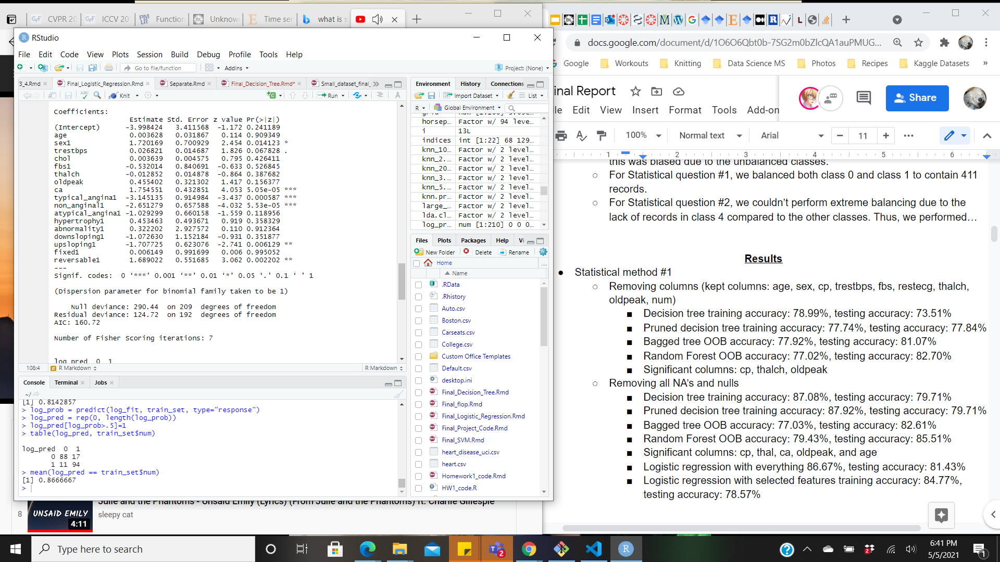 CVPR 20
ICCV 20
Function
Unknow
Time se
what is s
RStudio
File Edit Code View Plots Session Build Debug Profile Tools Help
Go to file/function
Addins
Project: (None)
3_4.Rmd
Final_Logistic_Regression.Rmd
Separate.Rmd
Final_Decision_Tree.Rmd*
Small_dataset_final_
Knit
Run
Coefficients:
Estimate Std. Error z value Pr(>|z|)
(Intercept) -3.998424 3.411568 -1.172 0.241189
age 0.003628 0.031867 0.114 0.909349
sex1 1.720169 0.700929 2.454 0.014123 *
trestbps 0.026821 0.014687 1.826 0.067828 .
chol 0.003639 0.004575 0.795 0.426411
fbs1 -0.532014 0.840691 -0.633 0.526845
thalch -0.012852 0.014878 -0.864 0.387682
oldpeak 0.455402 0.321302 1.417 0.156377
ca 1.754551 0.432851 4.053 5.05e-05 ***
typical_angina1 -3.145135 0.914984 -3.437 0.000587 ***
non_anginal1 -2.651279 0.657588 -4.032 5.53e-05 ***
atypical_angina1 -1.029299 0.660158 -1.559 0.118956
hypertrophy1 0.453463 0.493671 0.919 0.358329
abnormality1 0.322202 2.927572 0.110 0.912364
downsloping1 -1.072630 1.152184 -0.931 0.351877
upsloping1 -1.707725 0.623076 -2.741 0.006129 **
fixed1 0.006149 0.991699 0.006 0.995052
reversable1 1.689022 0.551685 3.062 0.002202 **
---
Signif. codes: 0 ‘***’ 0.001 ‘**’ 0.01 ‘*’ 0.05 ‘.’ 0.1 ‘ ’ 1
(Dispersion parameter for binomial family taken to be 1)
Null deviance: 290.44 on 209 degrees of freedom
Residual deviance: 124.72 on 192 degrees of freedom
AIC: 160.72
Number of Fisher Scoring iterations: 7
log_pred 0 1
108:4
R Markdown
R Markdown
Console
Terminal
Jobs
~/
[1] 0.8142857
> log_prob = predict(log_fit, train_set, type="response")
> log_pred = rep(0, length(log_prob))
> log_pred[log_prob>.5]=1
> table(log_pred, train_set$num)
log_pred 0 1
0 88 17
1 11 94
> mean(log_pred == train_set$num)
[1] 0.8666667
>
Environment History Connections
Import Dataset
List
R
Global Environment
horsep… Factor w/ 94 leve…
i 13L
indices int [1:22] 68 129…
knn_10… Factor w/ 2 level…
knn_2.… Factor w/ 2 level…
knn_20… Factor w/ 2 level…
knn_3.… Factor w/ 2 level…
knn_5.… Factor w/ 2 level…
knn.pr… Factor w/ 2 level…
large_… Factor w/ 2 level…
lda.cl… Factor w/ 2 level…
log_pr… num [1:210] 0 0 0…
Files Plots Packages Help Vi
New Folder
Delete
Rename
Home
Name
.RData
.Rhistory
Auto.csv
Boston.csv
Carseats.csv
College.csv
Custom Office Templates
Default.csv
desktop.ini
Final_Decision_Tree.Rmd
Final_flop.Rmd
Final_Logistic_Regression.Rmd
Final_Project_Code.Rmd
Final_SVM.Rmd
heart_disease_uci.csv
heart.csv
Homework1_code.Rmd
HW1_code.R
8
UNSAID EMILY
4:11
Julie and the Phantoms - Unsaid Emily (Lyrics) (From Julie and the Phantoms) ft. Charlie Gillespie
sleepy cat
docs.google.com/document/d/1O6O6Qbt0b-7SG2m0bZlcQA1auPMUG...
Google
Workouts
Knitting
Data Science MS
Photos
Recipes
Kaggle Datasets
inal Report
Share
ile Edit View Insert Format Tools Add-on
100%
Normal text
Arial
11
1 1 2 3 4 5 6
this was biased due to the unbalanced classes.
○ For Statistical question #1, we balanced both class 0 and class 1 to contain 411
records.
○ For Statistical question #2, we couldn’t perform extreme balancing due to the
lack of records in class 4 compared to the other classes. Thus, we performed…
Results
● Statistical method #1
○ Removing columns (kept columns: age, sex, cp, trestbps, fbs, restecg, thalch,
oldpeak, num)
■ Decision tree training accuracy: 78.99%, testing accuracy: 73.51%
■ Pruned decision tree training accuracy: 77.74%, testing accuracy: 77.84%
■ Bagged tree OOB accuracy: 77.92%, testing accuracy: 81.07%
■ Random Forest OOB accuracy: 77.02%, testing accuracy: 82.70%
■ Significant columns: cp, thalch, oldpeak
○ Removing all NA’s and nulls
■ Decision tree training accuracy: 87.08%, testing accuracy: 79.71%
■ Pruned decision tree training accuracy: 87.92%, testing accuracy: 79.71%
■ Bagged tree OOB accuracy: 77.03%, testing accuracy: 82.61%
■ Random Forest OOB accuracy: 79.43%, testing accuracy: 85.51%
■ Significant columns: cp, thal, ca, oldpeak, and age
■ Logistic regression with everything 86.67%, testing accuracy: 81.43%
■ Logistic regression with selected features training accuracy: 84.77%,
testing accuracy: 78.57%
Type here to search
2
2
6:41 PM
5/5/2021
1